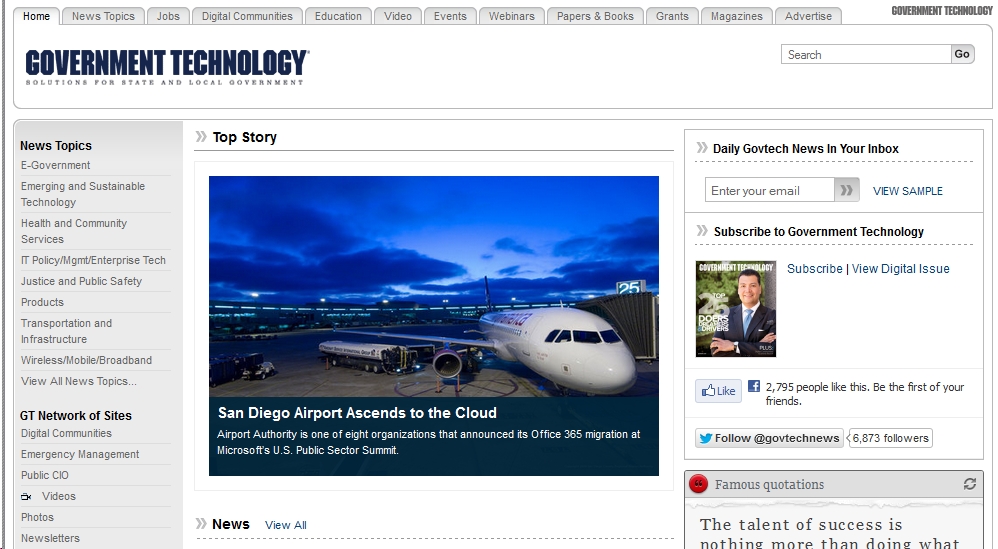 Home
News Topics
Jobs
Digital Communities
Education
Video
Events
Webinars
Papers & Books
Grants
Magazines
Advertise
GOVERNMENT TECHNOLOGY
GOVERNMENT TECHNOLOGY
SOLUTIONS FOR STATE AND LOCAL GOVERNMENT
Search
Go
News Topics
E-Government
Emerging and Sustainable
Technology
Health and Community
Services
IT Policy/Mgmt/Enterprise Tech
Justice and Public Safety
Products
Transportation and
Infrastructure
Wireless/Mobile/Broadband
View All News Topics...
GT Network of Sites
Digital Communities
Emergency Management
Public CIO
Videos
Photos
Newsletters
Top Story
25
San Diego Airport Ascends to the Cloud
Airport Authority is one of eight organizations that announced its Office 365 migration at
Microsoft's U.S. Public Sector Summit.
News View All
Daily Govtech News In Your Inbox
Enter your email
VIEW SAMPLE
Subscribe to Government Technology
GOVERNMENT TECHNOLOGY
TOP
25
DOERS
DREAMERS
DRIVERS
PLUS:
Subscribe | View Digital Issue
Like
2,795 people like this. Be the first of your
friends.
Follow @govtechnews
6,873 followers
Famous quotations
The talent of success is
nothing more than doing what